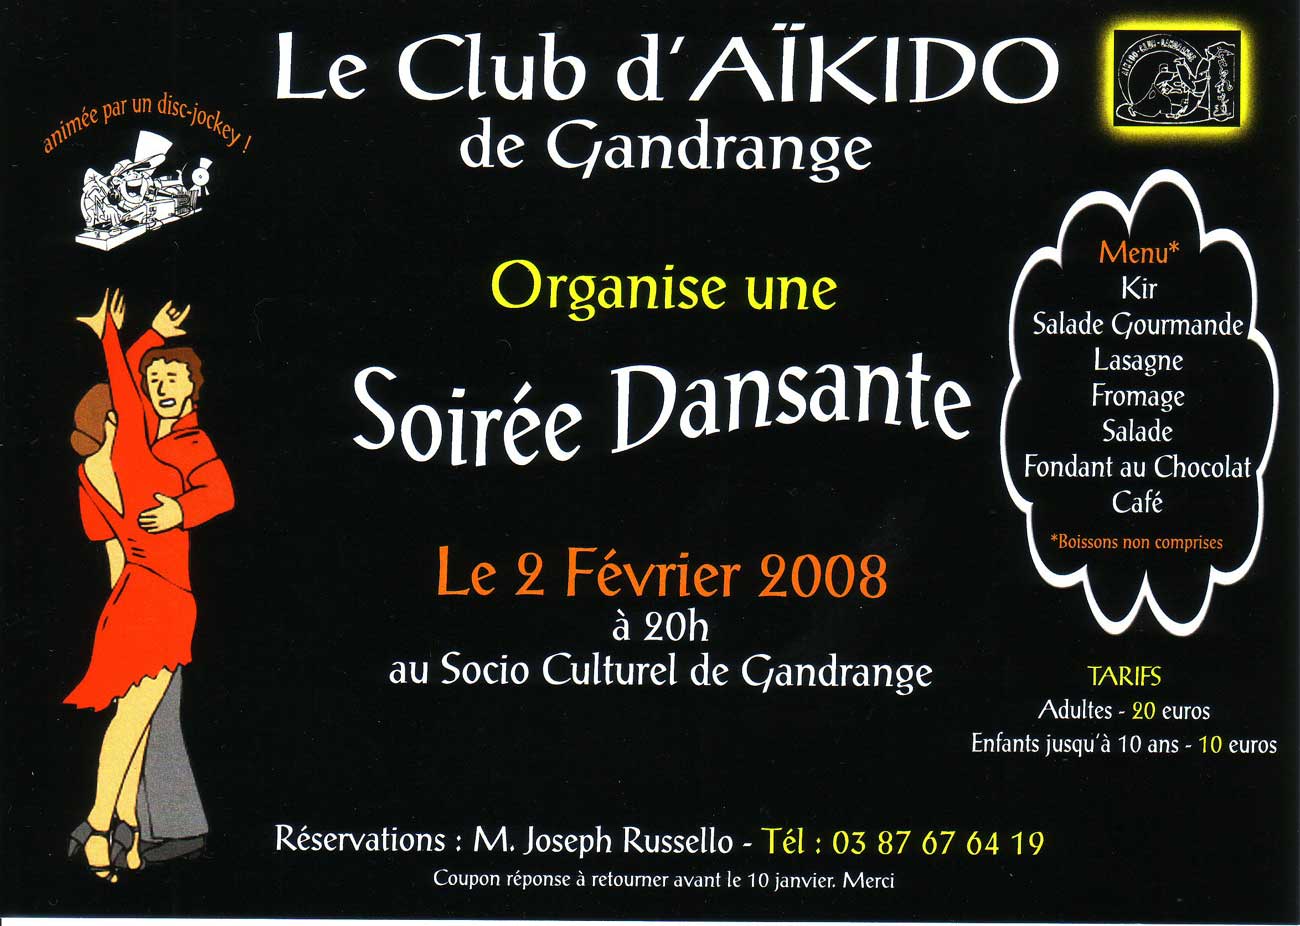 Le Club d'AÏKIDO
de Gandrange
animée par un disc-jockey !
Organise une
Soirée Dansante
Le 2 Février 2008
à 20h
au Socio Culturel de Gandrange
Menu*
Kir
Salade Gourmande
Lasagne
Fromage
Salade
Fondant au Chocolat
Café
*Boissons non comprises
TARIFS
Adultes - 20 euros
Enfants jusqu'à 10 ans - 10 euros
Réservations : M. Joseph Russello - Tél : 03 87 67 64 19
Coupon réponse à retourner avant le 10 janvier. Merci